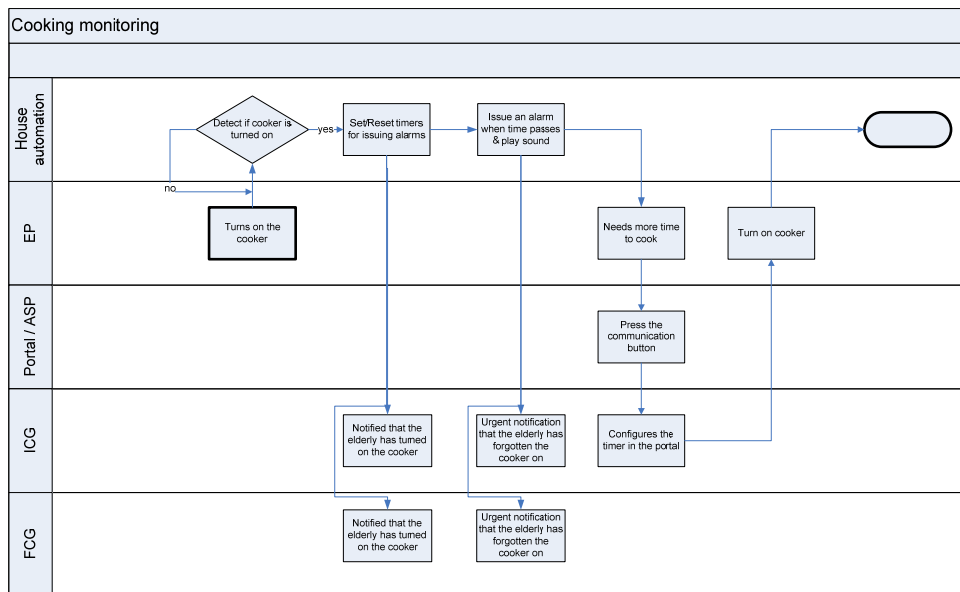 Cooking monitoring
House
automation
Detect if cooker is
turned on
yes
Set/Reset timers
for issuing alarms
Issue an alarm
when time passes
& play sound
no
EP
Turns on the
cooker
Needs more time
to cook
Turn on cooker
Portal / ASP
Press the
communication
button
ICG
Notified that the
elderly has turned
on the cooker
Urgent notification
that the elderly has
forgotten the
cooker on
Configures the
timer in the portal
FCG
Notified that the
elderly has turned
on the cooker
Urgent notification
that the elderly has
forgotten the
cooker on